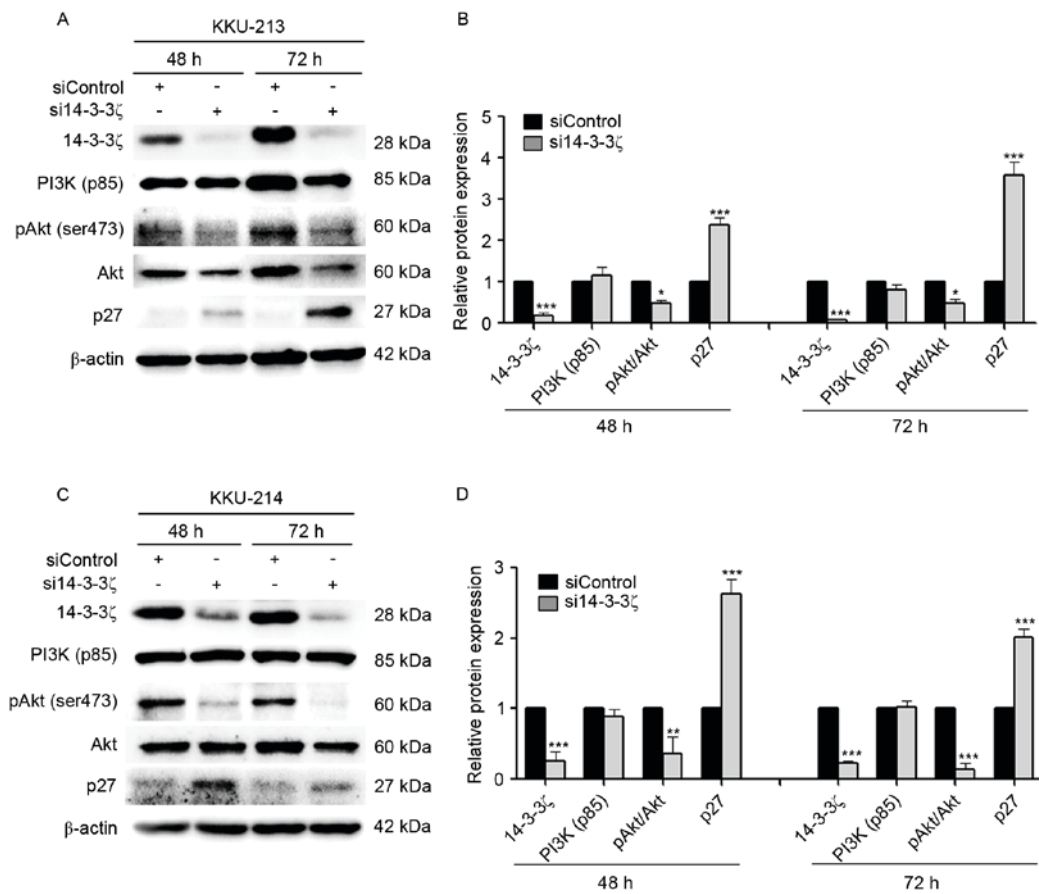 A
KKU-213
48 h 72 h
siControl + - + -
si14-3-3ζ - + - +
14-3-3ζ 28 kDa
PI3K (p85) 85 kDa
pAkt (ser473) 60 kDa
Akt 60 kDa
p27 27 kDa
β-actin 42 kDa
B
Relative protein expression
5
4
3
2
1
0
siControl
si14-3-3ζ
*** * *** *** * ***
14-3-3ζ PI3K (p85) pAkt/Akt p27 14-3-3ζ PI3K (p85) pAkt/Akt p27
48 h 72 h
C
KKU-214
48 h 72 h
siControl + - + -
si14-3-3ζ - + - +
14-3-3ζ 28 kDa
PI3K (p85) 85 kDa
pAkt (ser473) 60 kDa
Akt 60 kDa
p27 27 kDa
β-actin 42 kDa
D
Relative protein expression
3
2
1
0
siControl
si14-3-3ζ
*** ** *** *** *** ***
14-3-3ζ PI3K (p85) pAkt/Akt p27 14-3-3ζ PI3K (p85) pAkt/Akt p27
48 h 72 h